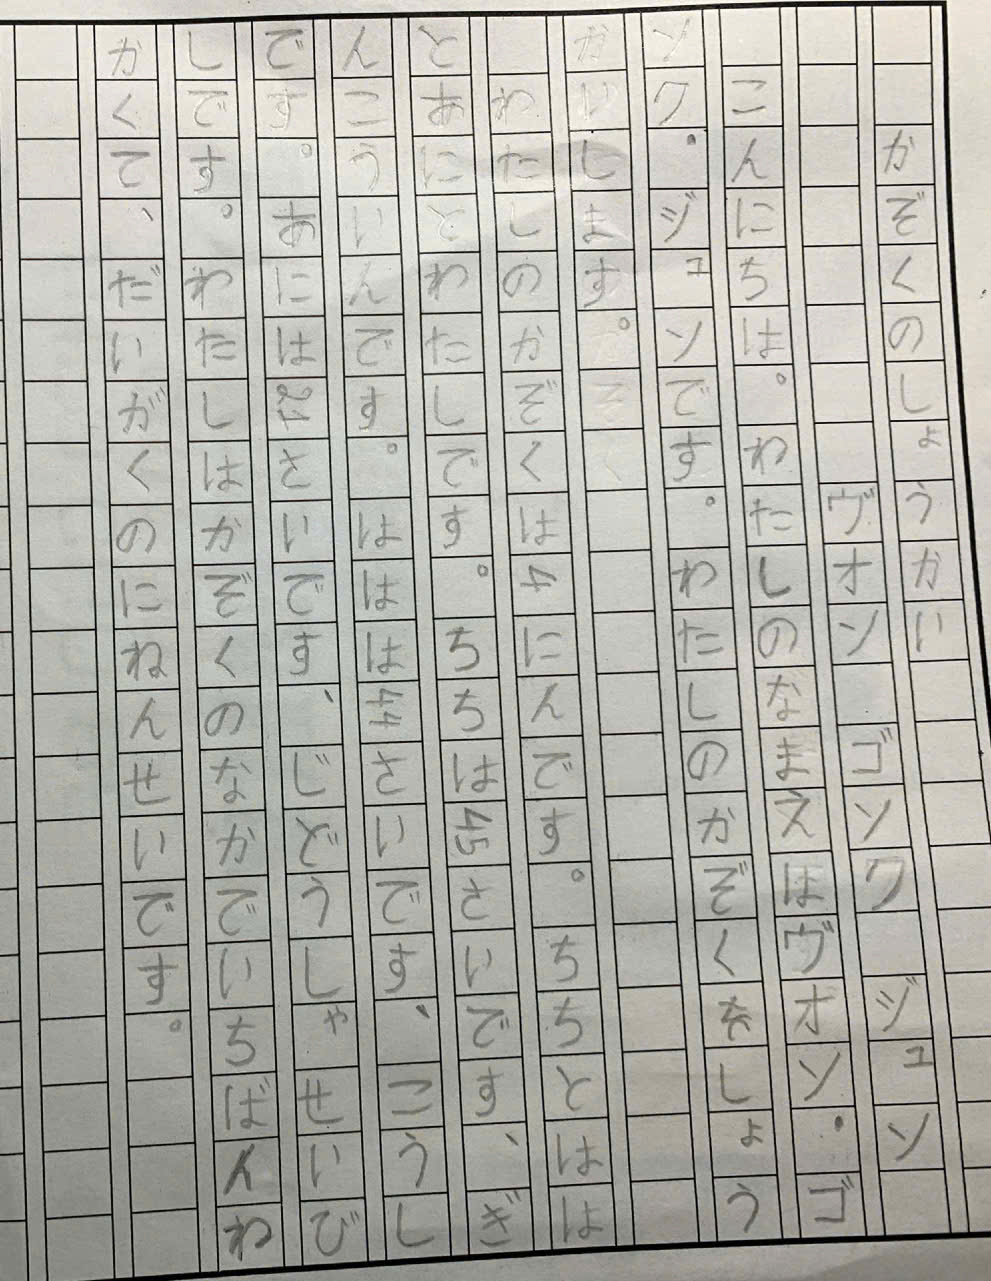 かぞくのしょうかい
ヴオン ゴンク ジュン
こんにちは。わたしのなまえはヴオン・ゴ
ンク・ジュンです。わたしのかぞくをしょう
かいします。
わたしのかぞくは4にんです。ちちとはは
とあにとわたしです。ちちは45さいです、ぎ
んこういんです。ははは44さいです、こうし
です。あには21さいです、じどうしゃせいび
しです。わたしはかぞくのなかでいちばんわ
かくて、だいがくのにねんせいです。